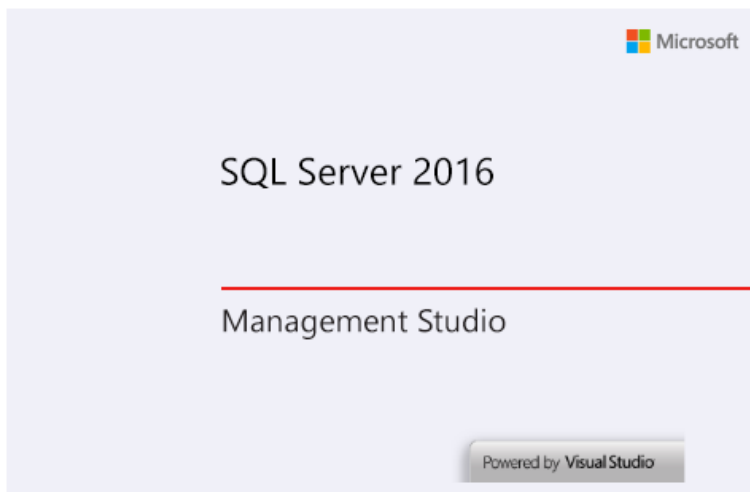 Microsoft
SQL Server 2016
Management Studio
Powered by Visual Studio